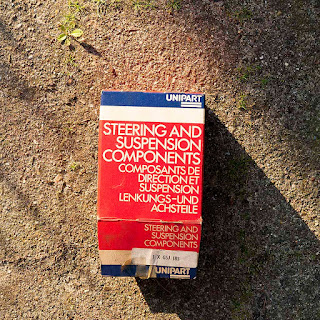 UNIPART
STEERING AND
SUSPENSION
COMPONENTS
COMPOSANTS DE
DIRECTION ET
SUSPENSION
LENKUNGS-UND
ACHSTEILE
STEERING AND
SUSPENSION
COMPONENTS
UNIPART